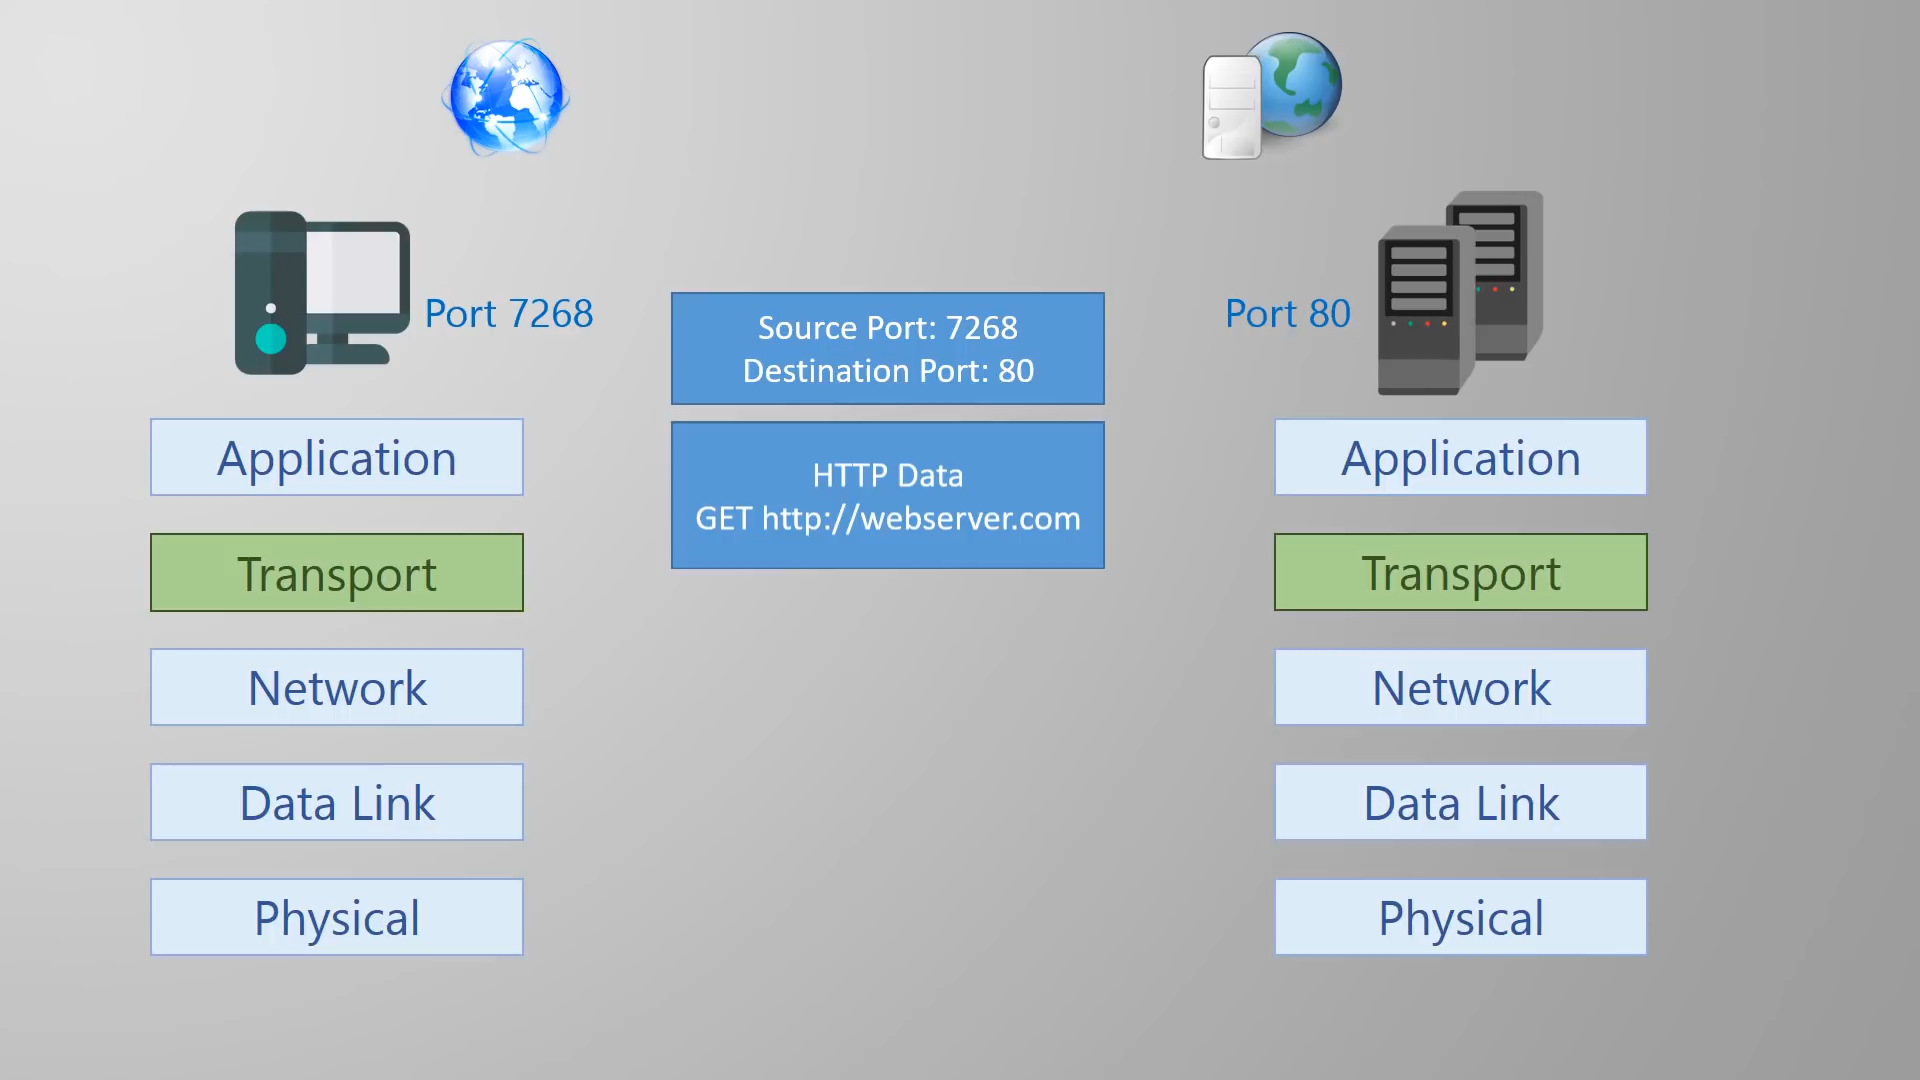 Port 7268
Source Port: 7268
Destination Port: 80
Port 80
HTTP Data
GET http://webserver.com
Application
Transport
Network
Data Link
Physical
Application
Transport
Network
Data Link
Physical